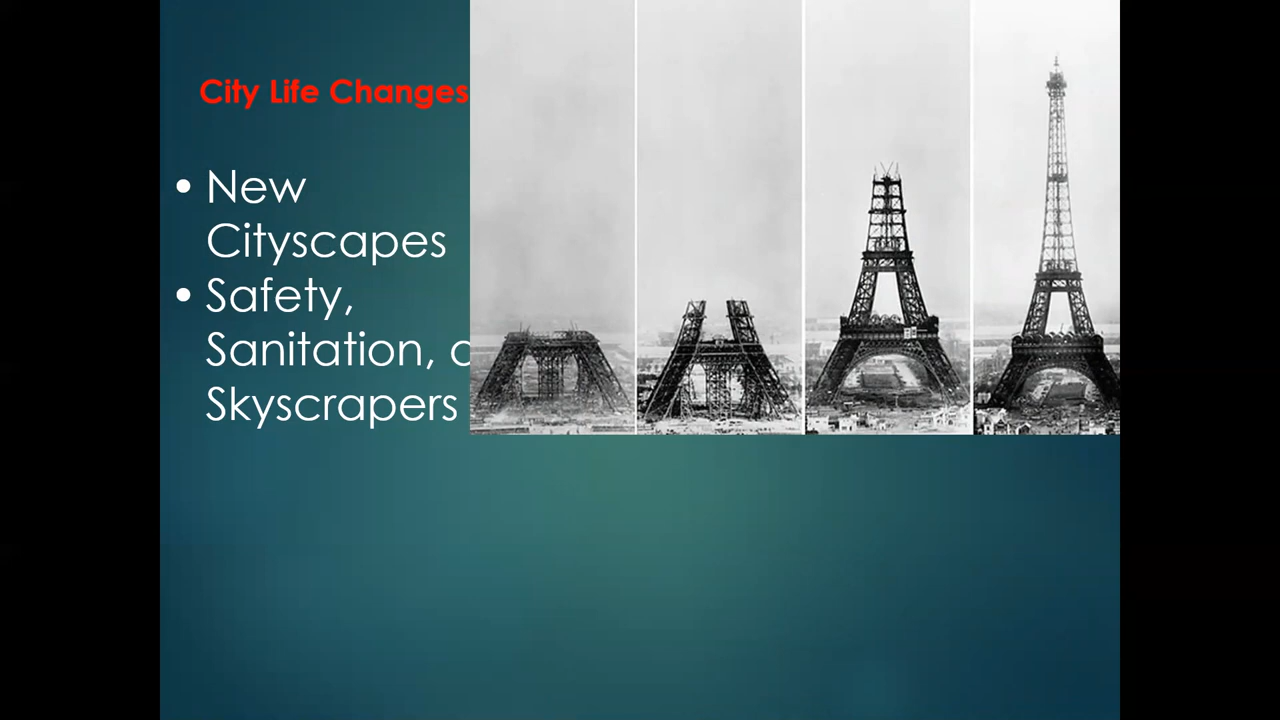 City Life Changes
• New
Cityscapes
• Safety,
Sanitation,
Skyscrapers